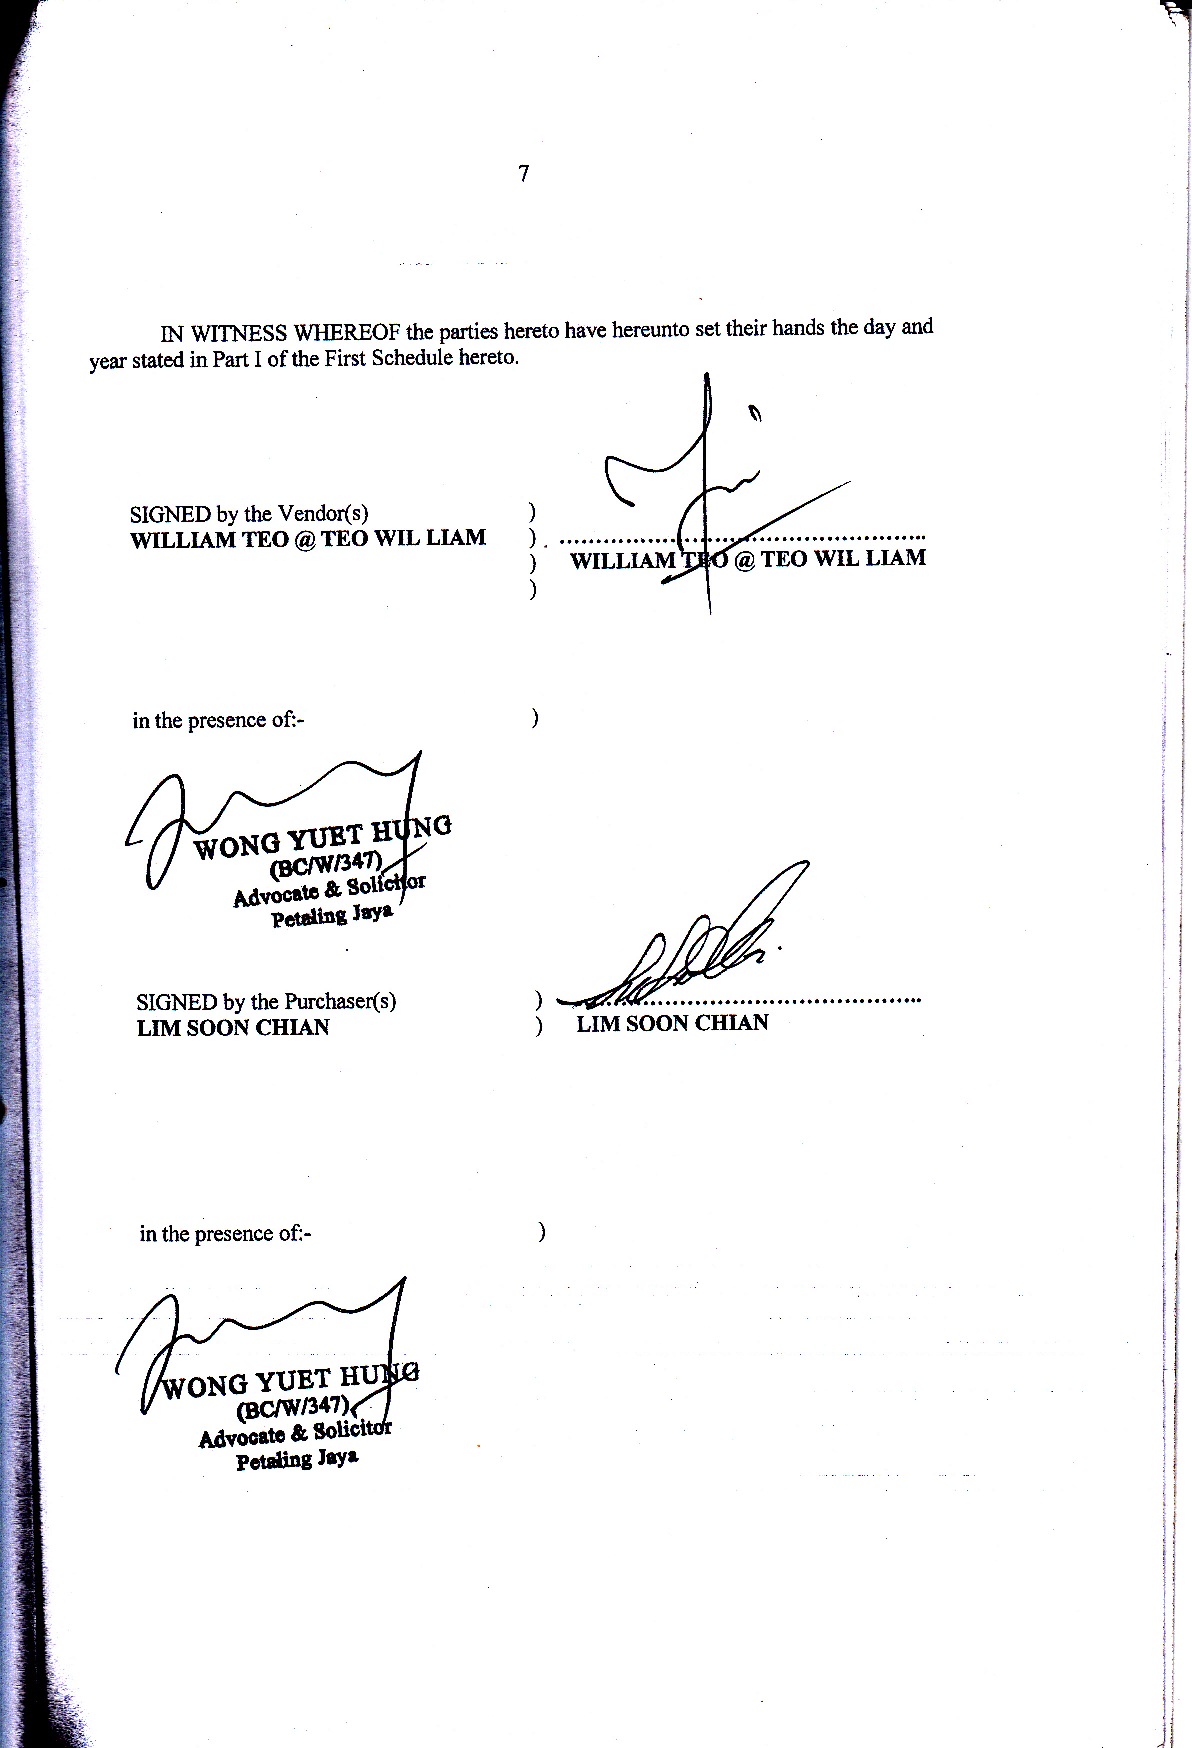 7
IN WITNESS WHEREOF the parties hereto have hereunto set their hands the day and
year stated in Part I of the First Schedule hereto.
SIGNED by the Vendor(s) )
WILLIAM TEO @ TEO WIL LIAM ) ...............................................
) WILLIAM TEO @ TEO WIL LIAM
)
in the presence of:- )
WONG YUET HUNG
(BC/W/347)
Advocate & Solicitor
Petaling Jaya
SIGNED by the Purchaser(s) ) ...............................................
LIM SOON CHIAN ) LIM SOON CHIAN
in the presence of:- )
WONG YUET HUNG
(BC/W/347)
Advocate & Solicitor
Petaling Jaya